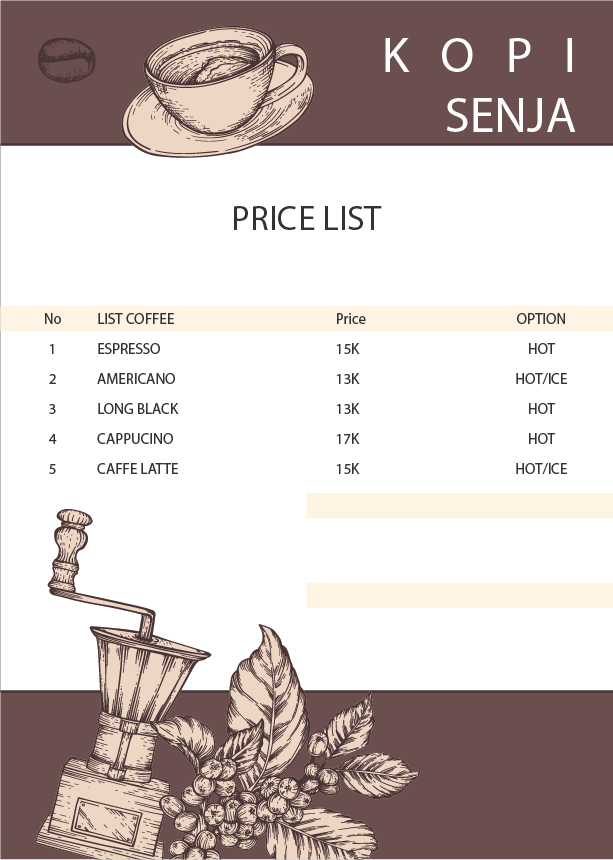 K O P I
SENJA
PRICE LIST
No LIST COFFEE Price OPTION
1 ESPRESSO 15K HOT
2 AMERICANO 13K HOT/ICE
3 LONG BLACK 13K HOT
4 CAPPUCINO 17K HOT
5 CAFFE LATTE 15K HOT/ICE